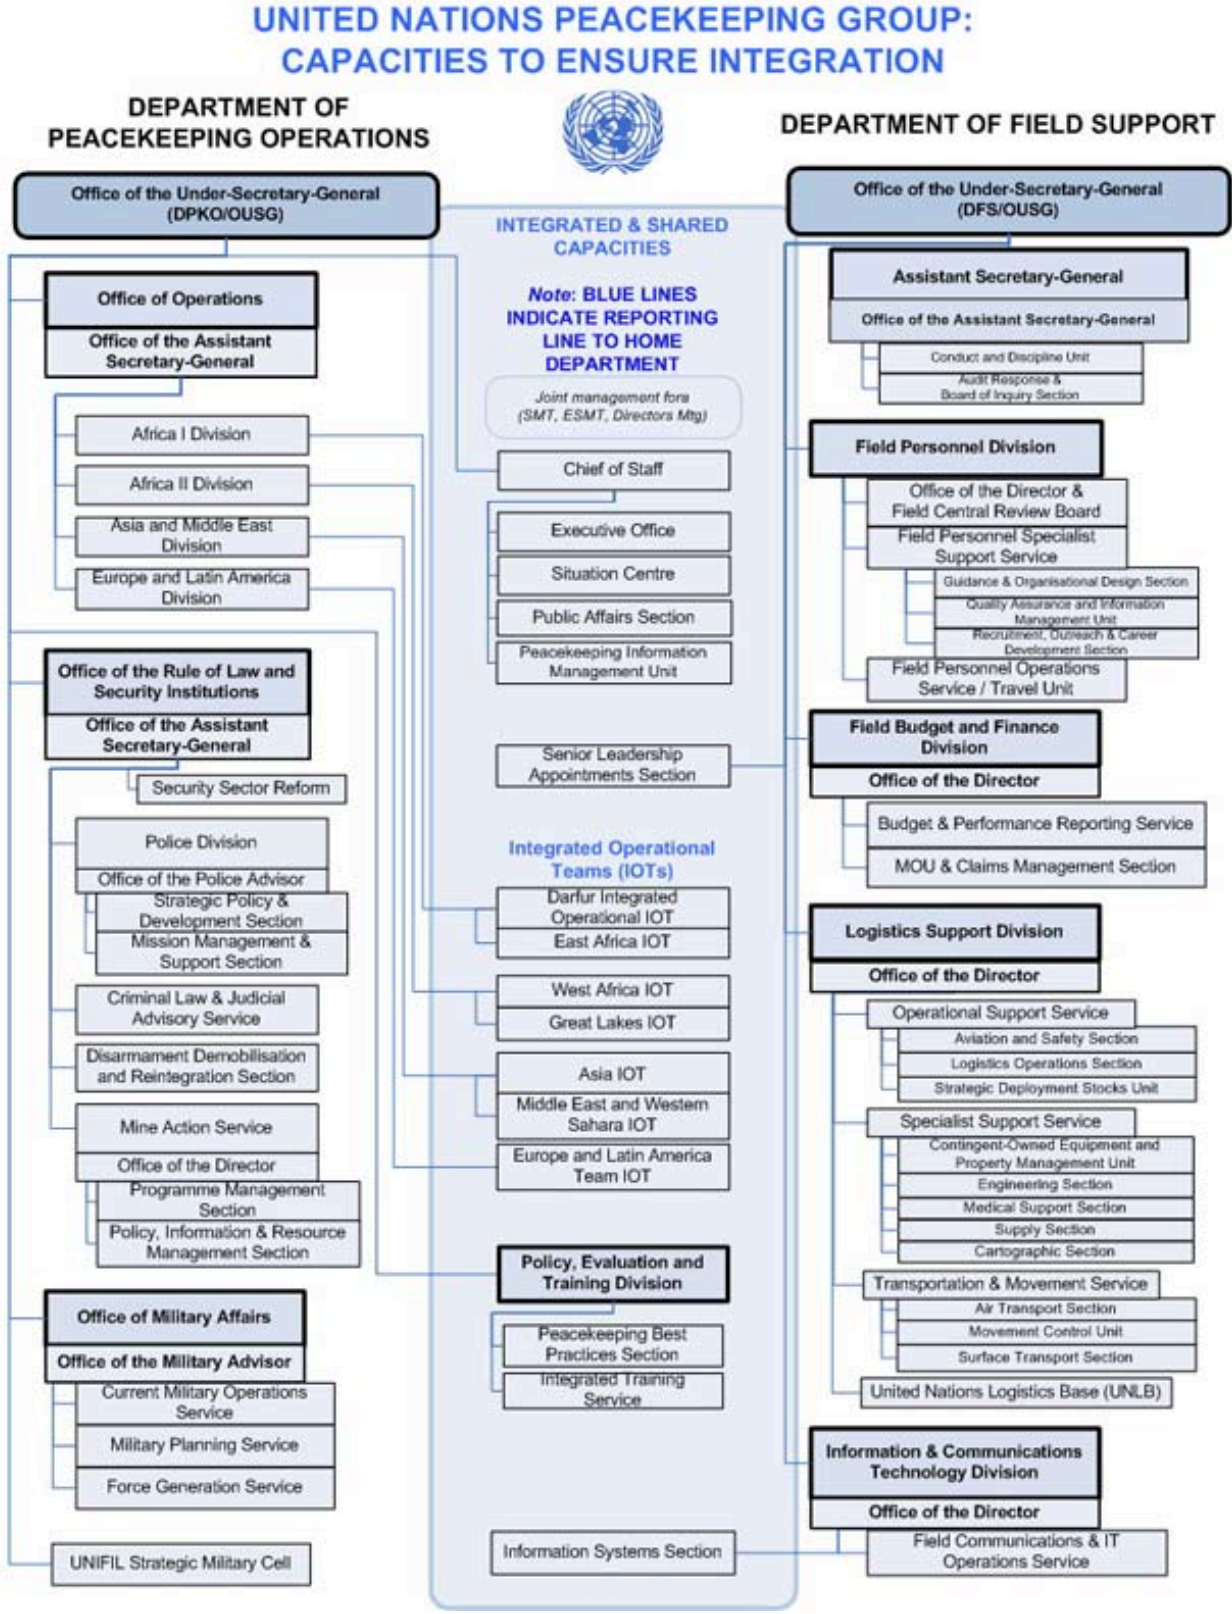 UNITED NATIONS PEACEKEEPING GROUP:
CAPACITIES TO ENSURE INTEGRATION
DEPARTMENT OF
PEACEKEEPING OPERATIONS
Office of the Under-Secretary-General
(DPKO/OUSG)
Office of Operations
Office of the Assistant
Secretary-General
Africa I Division
Africa II Division
Asia and Middle East
Division
Europe and Latin America
Division
Office of the Rule of Law and
Security Institutions
Office of the Assistant
Secretary-General
Security Sector Reform
Police Division
Office of the Police Advisor
Strategic Policy &
Development Section
Mission Management &
Support Section
Criminal Law & Judicial
Advisory Service
Disarmament Demobilisation
and Reintegration Section
Mine Action Service
Office of the Director
Programme Management
Section
Policy, Information & Resource
Management Section
Office of Military Affairs
Office of the Military Advisor
Current Military Operations
Service
Military Planning Service
Force Generation Service
UNIFIL Strategic Military Cell
INTEGRATED & SHARED
CAPACITIES
Note: BLUE LINES
INDICATE REPORTING
LINE TO HOME
DEPARTMENT
Joint management fora
(SMT, ESMT, Directors Mtg)
Chief of Staff
Executive Office
Situation Centre
Public Affairs Section
Peacekeeping Information
Management Unit
Senior Leadership
Appointments Section
Integrated Operational
Teams (IOTs)
Darfur Integrated
Operational IOT
East Africa IOT
West Africa IOT
Great Lakes IOT
Asia IOT
Middle East and Western
Sahara IOT
Europe and Latin America
Team IOT
Policy, Evaluation and
Training Division
Peacekeeping Best
Practices Section
Integrated Training
Service
Information Systems Section
DEPARTMENT OF FIELD SUPPORT
Office of the Under-Secretary-General
(DFS/OUSG)
Assistant Secretary-General
Office of the Assistant Secretary-General
Conduct and Discipline Unit
Audit Response &
Board of Inquiry Section
Field Personnel Division
Office of the Director &
Field Central Review Board
Field Personnel Specialist
Support Service
Guidance & Organisational Design Section
Quality Assurance and Information
Management Unit
Recruitment, Outreach & Career
Development Section
Field Personnel Operations
Service / Travel Unit
Field Budget and Finance
Division
Office of the Director
Budget & Performance Reporting Service
MOU & Claims Management Section
Logistics Support Division
Office of the Director
Operational Support Service
Aviation and Safety Section
Logistics Operations Section
Strategic Deployment Stocks Unit
Specialist Support Service
Contingent-Owned Equipment and
Property Management Unit
Engineering Section
Medical Support Section
Supply Section
Cartographic Section
Transportation & Movement Service
Air Transport Section
Movement Control Unit
Surface Transport Section
United Nations Logistics Base (UNLB)
Information & Communications
Technology Division
Office of the Director
Field Communications & IT
Operations Service